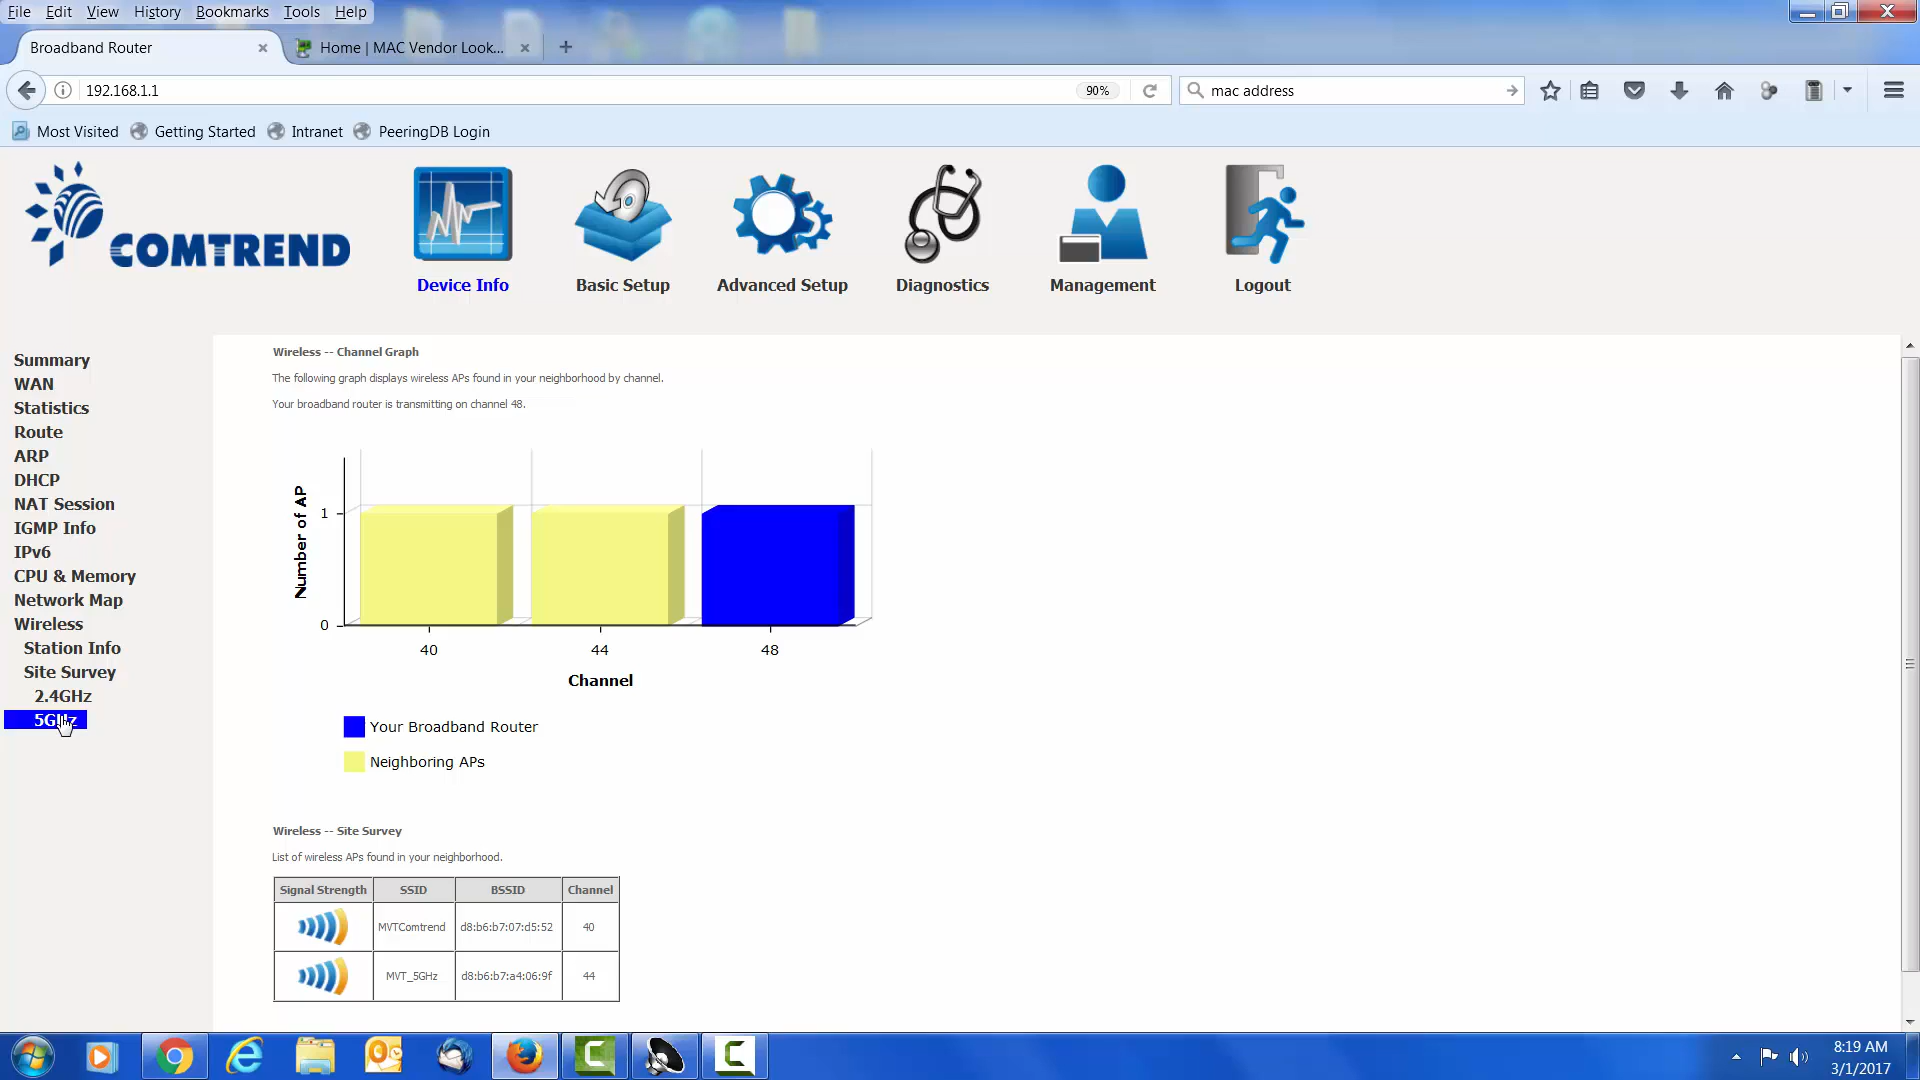 File Edit View History Bookmarks Tools Help
Broadband Router
Home | MAC Vendor Look...
192.168.1.1
90%
mac address
Most Visited
Getting Started
Intranet
PeeringDB Login
COMTREND
Device Info
Basic Setup
Advanced Setup
Diagnostics
Management
Logout
Summary
WAN
Statistics
Route
ARP
DHCP
NAT Session
IGMP Info
IPv6
CPU & Memory
Network Map
Wireless
Station Info
Site Survey
2.4GHz
5GHz
Wireless -- Channel Graph
The following graph displays wireless APs found in your neighborhood by channel.
Your broadband router is transmitting on channel 48.
Number of AP
1
0
40 44 48
Channel
Your Broadband Router
Neighboring APs
Wireless -- Site Survey
List of wireless APs found in your neighborhood.
Signal Strength SSID BSSID Channel
MVTComtrend d8:b6:b7:07:d5:52 40
MVT_5GHz d8:b6:b7:a4:06:9f 44
8:19 AM
3/1/2017